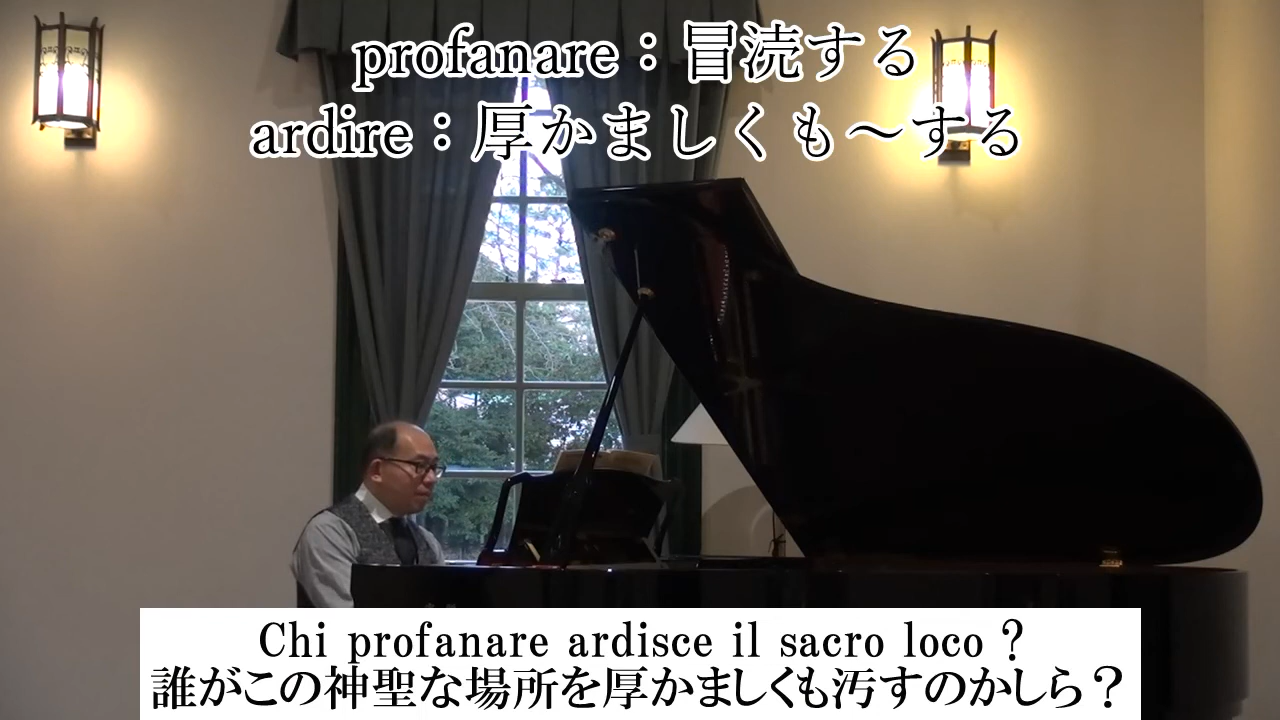 profanare：冒涜する
ardire：厚かましくも～する
Chi profanare ardisce il sacro loco？
誰がこの神聖な場所を厚かましくも汚すのかしら？